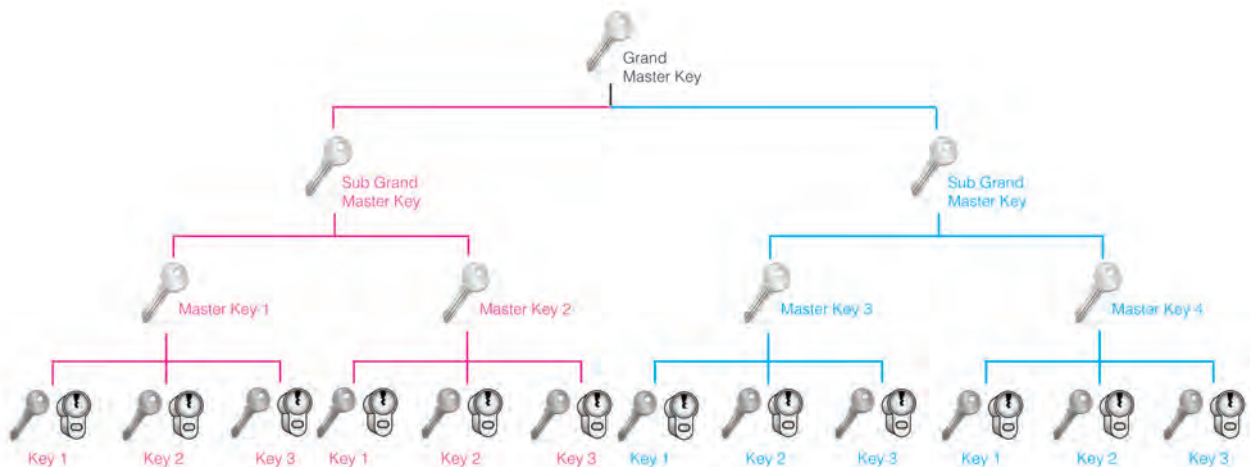 Grand
Master Key
Sub Grand
Master Key
Sub Grand
Master Key
Master Key 1
Master Key 2
Master Key 3
Master Key 4
Key 1
Key 2
Key 3
Key 1
Key 2
Key 3
Key 1
Key 2
Key 3
Key 1
Key 2
Key 3